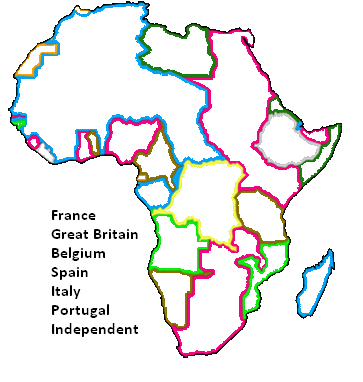 France
Great Britain
Belgium
Spain
Italy
Portugal
Independent